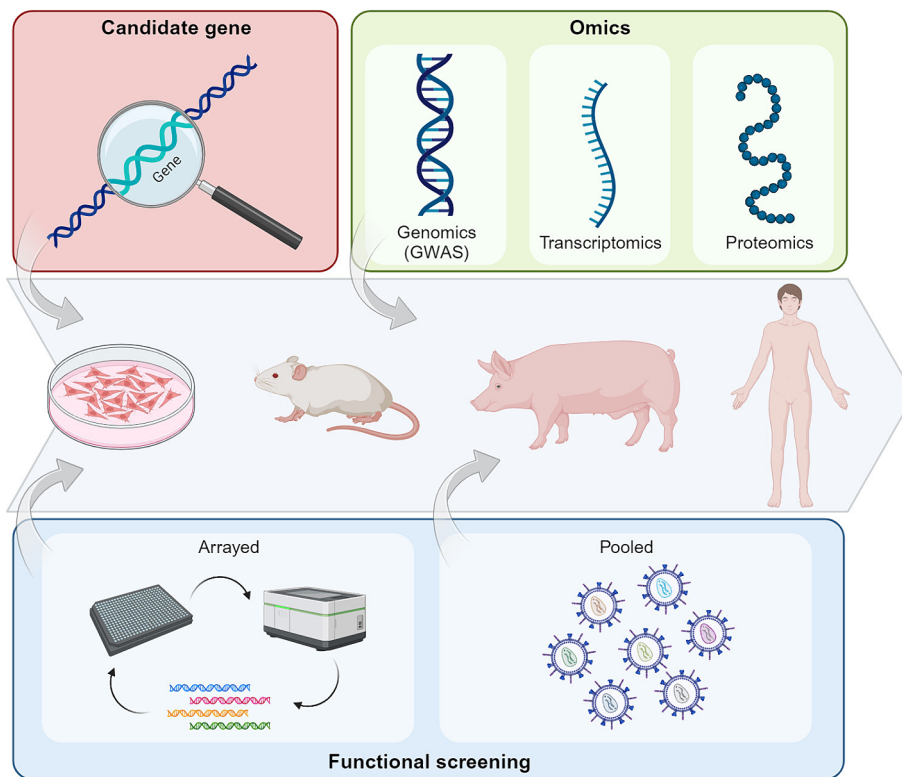 Candidate gene
Gene
Omics
Genomics
(GWAS)
Transcriptomics
Proteomics
Arrayed
Pooled
Functional screening